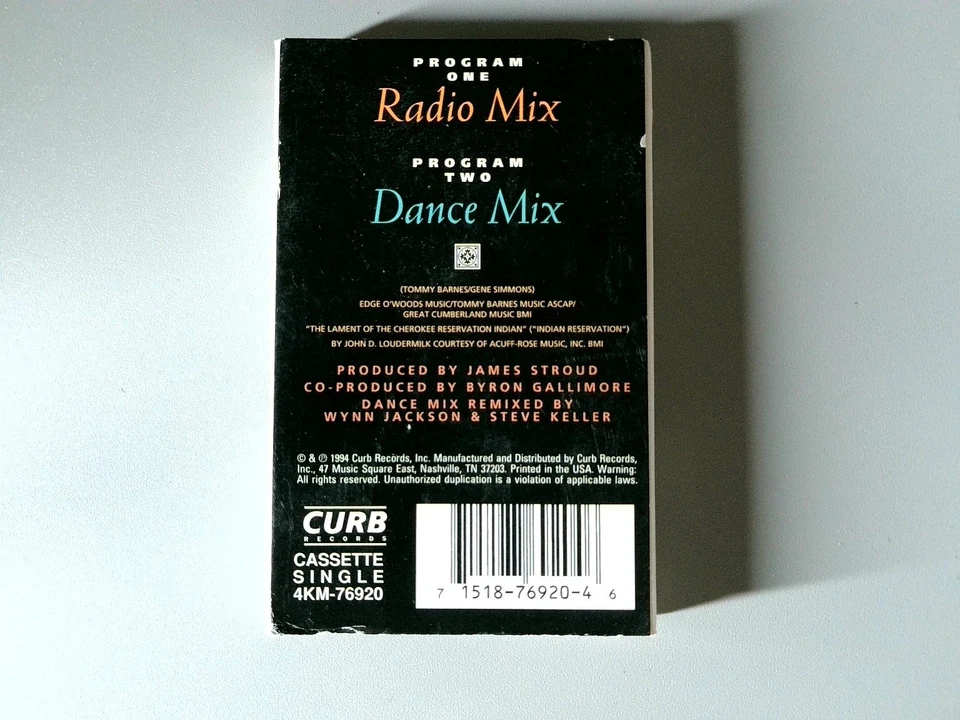 PROGRAM
ONE
Radio Mix
PROGRAM
TWO
Dance Mix
(TOMMY BARNES/GENE SIMMONS)
EDGE O'WOODS MUSIC/TOMMY BARNES MUSIC ASCAP/
GREAT CUMBERLAND MUSIC BMI
"THE LAMENT OF THE CHEROKEE RESERVATION INDIAN" ("INDIAN RESERVATION")
BY JOHN D. LOUDERMILK COURTESY OF ACUFF-ROSE MUSIC, INC. BMI
PRODUCED BY JAMES STROUD
CO-PRODUCED BY BYRON GALLIMORE
DANCE MIX REMIXED BY
WYNN JACKSON & STEVE KELLER
© & ℗ 1994 Curb Records, Inc. Manufactured and Distributed by Curb Records,
Inc., 47 Music Square East, Nashville, TN 37203. Printed in the USA. Warning:
All rights reserved. Unauthorized duplication is a violation of applicable laws.
CURB
RECORDS
CASSETTE
SINGLE
4KM-76920
7 1518-76920-4 6